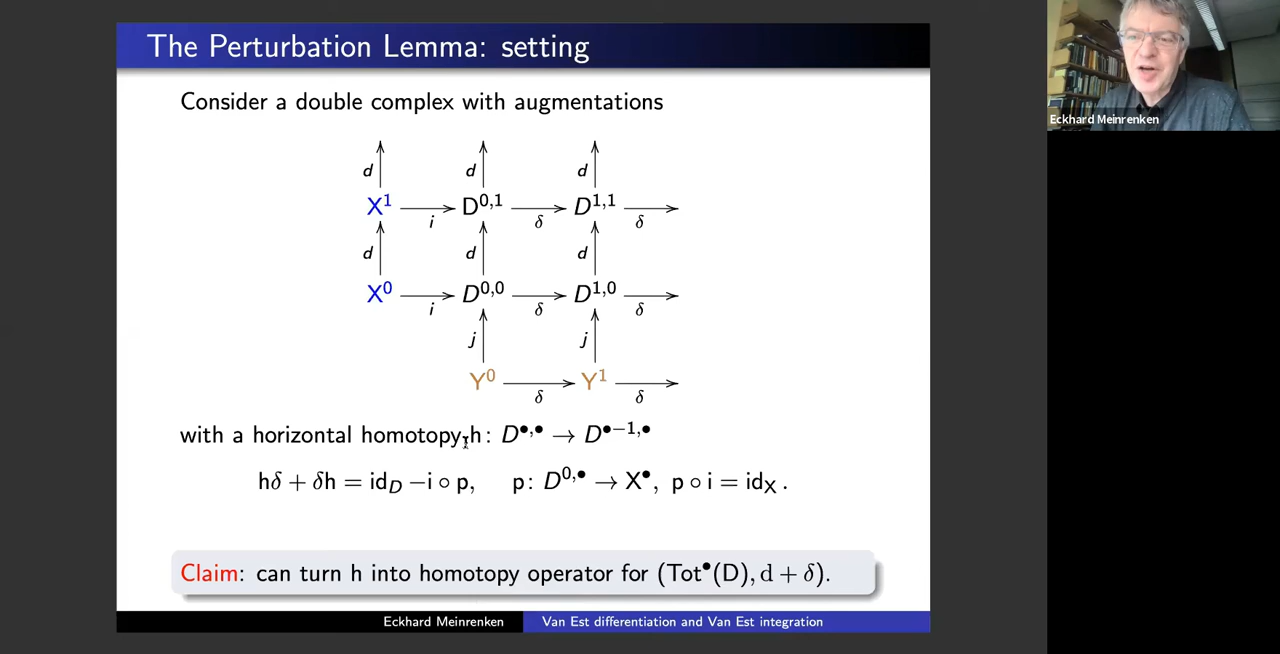 The Perturbation Lemma: setting
Eckhard Meinrenken
Consider a double complex with augmentations
d d d
X¹ i D⁰,¹ δ D¹,¹ δ
d d d
X⁰ i D⁰,⁰ δ D¹,⁰ δ
j j
Y⁰ δ Y¹ δ
with a horizontal homotopy h: D^{•,•} → D^{•−1,•}
hδ + δh = id_D −i ∘ p, p: D^{0,•} → X^•, p ∘ i = id_X.
Claim: can turn h into homotopy operator for (Tot^•(D), d + δ).
Eckhard Meinrenken Van Est differentiation and Van Est integration